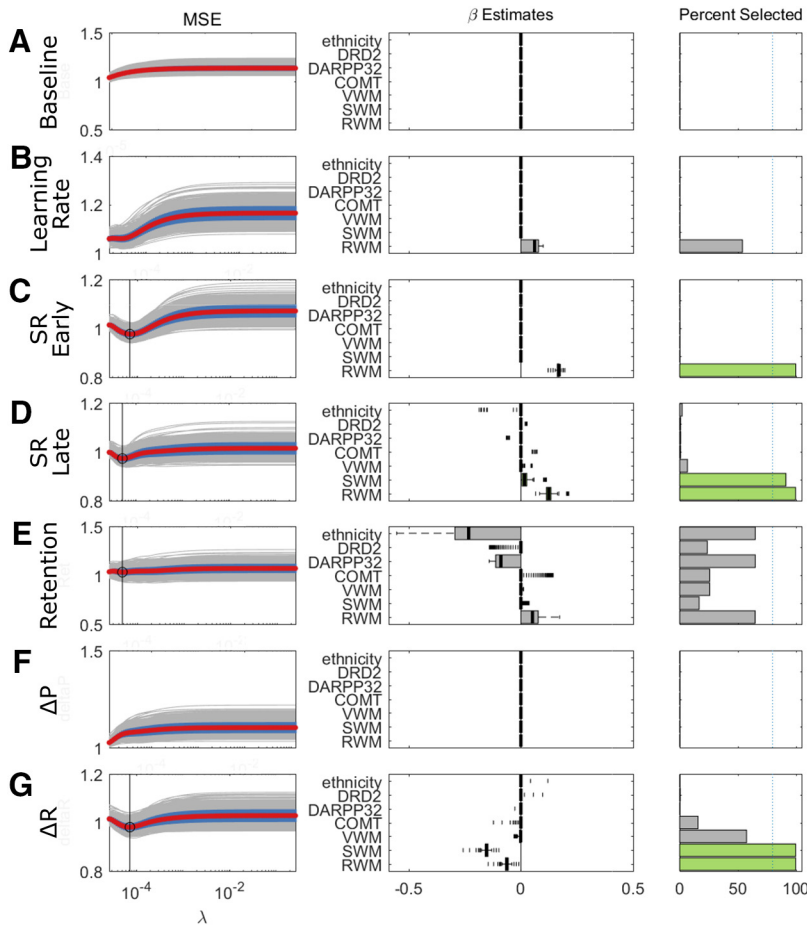 MSE β Estimates Percent Selected
A
Baseline
1.5
1
0.5
ethnicity
DRD2
DARPP32
COMT
VWM
SWM
RWM
B
Learning
Rate
1.4
1.2
1
ethnicity
DRD2
DARPP32
COMT
VWM
SWM
RWM
C
SR
Early
1.2
1
0.8
ethnicity
DRD2
DARPP32
COMT
VWM
SWM
RWM
D
SR
Late
1.2
1
0.8
ethnicity
DRD2
DARPP32
COMT
VWM
SWM
RWM
E
Retention
1.5
1
0.5
ethnicity
DRD2
DARPP32
COMT
VWM
SWM
RWM
F
ΔP
1.5
1
ethnicity
DRD2
DARPP32
COMT
VWM
SWM
RWM
G
ΔR
1.2
1
0.8
ethnicity
DRD2
DARPP32
COMT
VWM
SWM
RWM
10⁻⁴ 10⁻² -0.5 0 0.5 0 50 100
λ